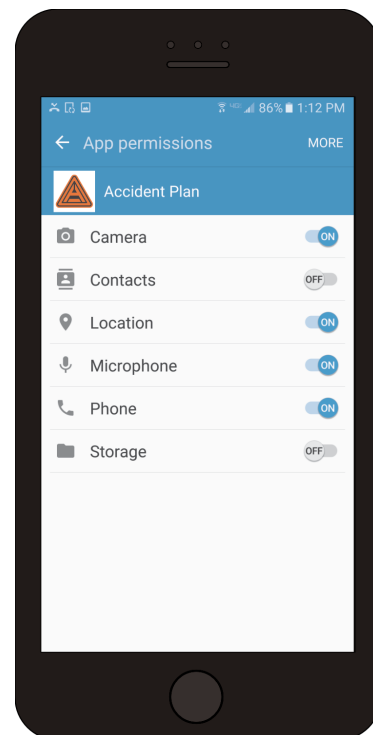 86% 1:12 PM
App permissions MORE
Accident Plan
Camera ON
Contacts OFF
Location ON
Microphone ON
Phone ON
Storage OFF